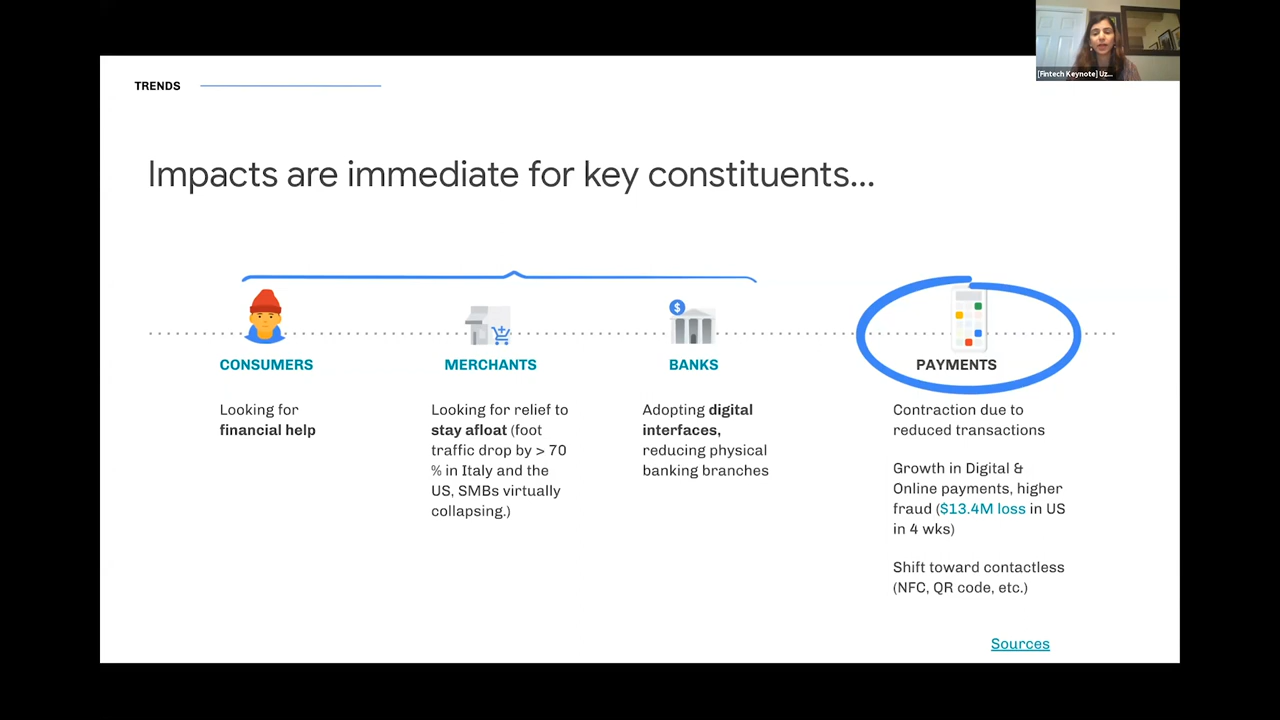 [Fintech Keynote] Uz...
TRENDS
Impacts are immediate for key constituents...
$
CONSUMERS
MERCHANTS
BANKS
PAYMENTS
Looking for
financial help
Looking for relief to
stay afloat (foot
traffic drop by > 70
% in Italy and the
US, SMBs virtually
collapsing.)
Adopting digital
interfaces,
reducing physical
banking branches
Contraction due to
reduced transactions
Growth in Digital &
Online payments, higher
fraud ($13.4M loss in US
in 4 wks)
Shift toward contactless
(NFC, QR code, etc.)
Sources